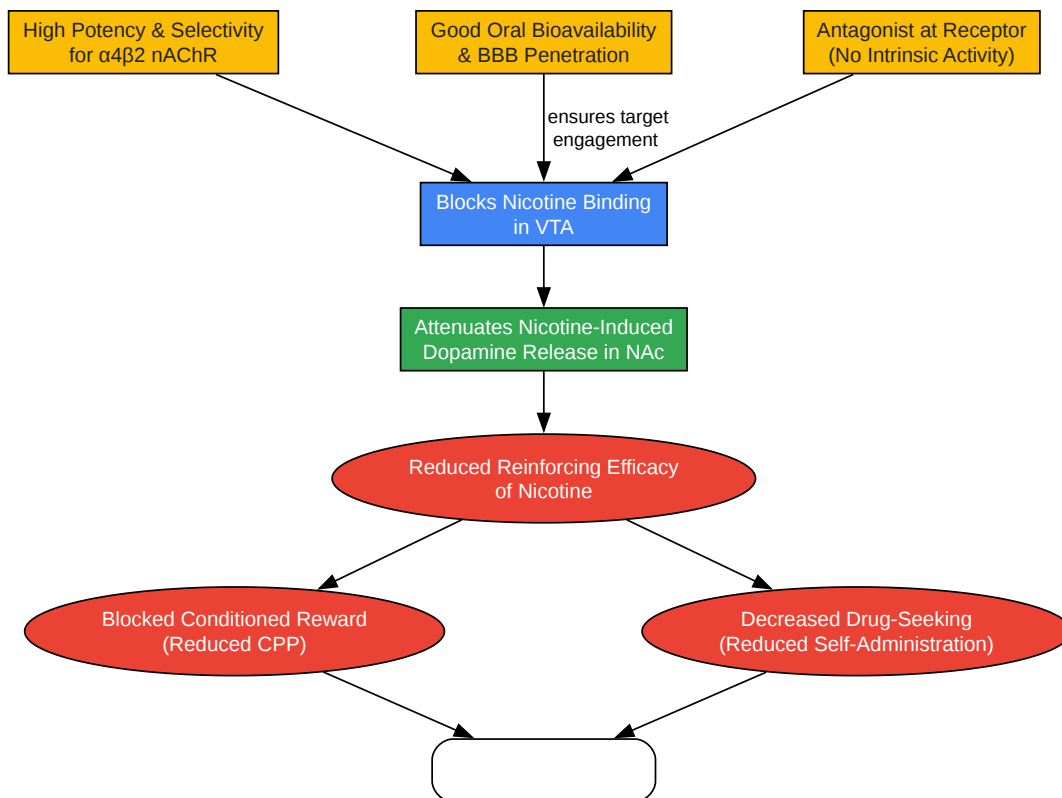 High Potency & Selectivity
for α4β2 nAChR
Good Oral Bioavailability
& BBB Penetration
Antagonist at Receptor
(No Intrinsic Activity)
ensures target
engagement
Blocks Nicotine Binding
in VTA
Attenuates Nicotine-Induced
Dopamine Release in NAc
Reduced Reinforcing Efficacy
of Nicotine
Blocked Conditioned Reward
(Reduced CPP)
Decreased Drug-Seeking
(Reduced Self-Administration)